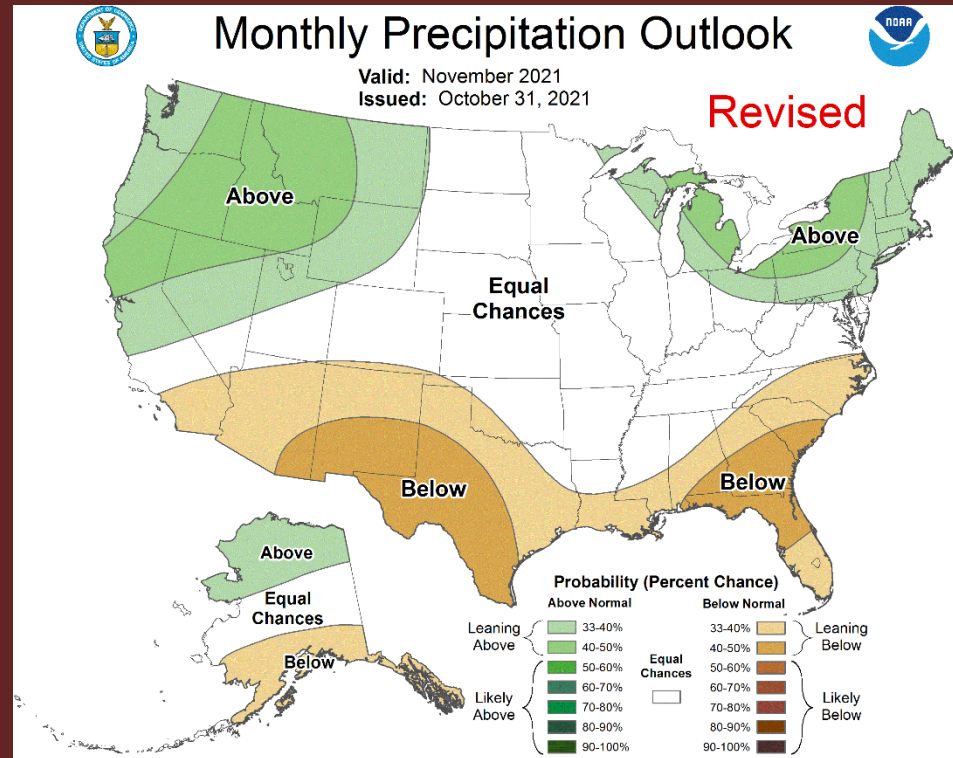 Monthly Precipitation Outlook
NOAA
Valid: November 2021
Issued: October 31, 2021
Revised
Above
Above
Equal
Chances
Below
Below
Above
Equal
Chances
Below
Probability (Percent Chance)
Above Normal
Below Normal
Leaning
Above
33-40%
40-50%
Likely
Above
50-60%
60-70%
70-80%
80-90%
90-100%
Equal
Chances
33-40%
40-50%
Leaning
Below
50-60%
60-70%
70-80%
80-90%
90-100%
Likely
Below